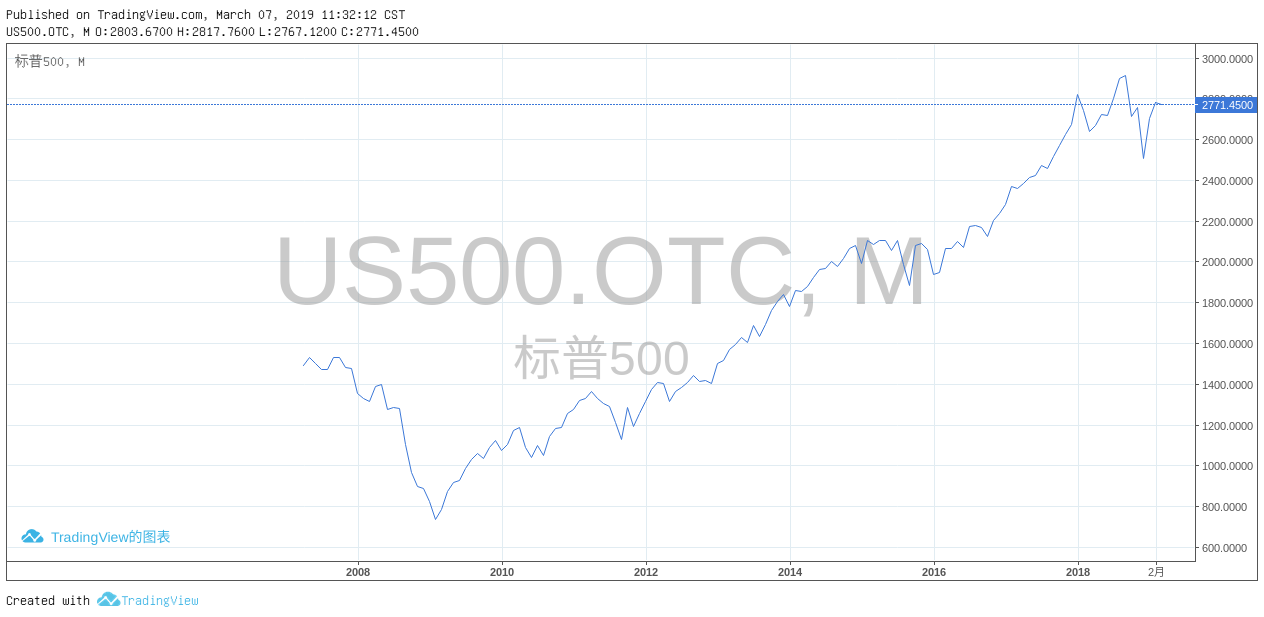 Published on TradingView.com, March 07, 2019 11:32:12 CST
US500.OTC, M O:2803.6700 H:2817.7600 L:2767.1200 C:2771.4500
标普500, M
3000.0000
2771.4500
2600.0000
2400.0000
2200.0000
US500.OTC, M
2000.0000
1800.0000
标普500
1600.0000
1400.0000
1200.0000
1000.0000
800.0000
TradingView的图表
600.0000
2008 2010 2012 2014 2016 2018 2月
Created with TradingView